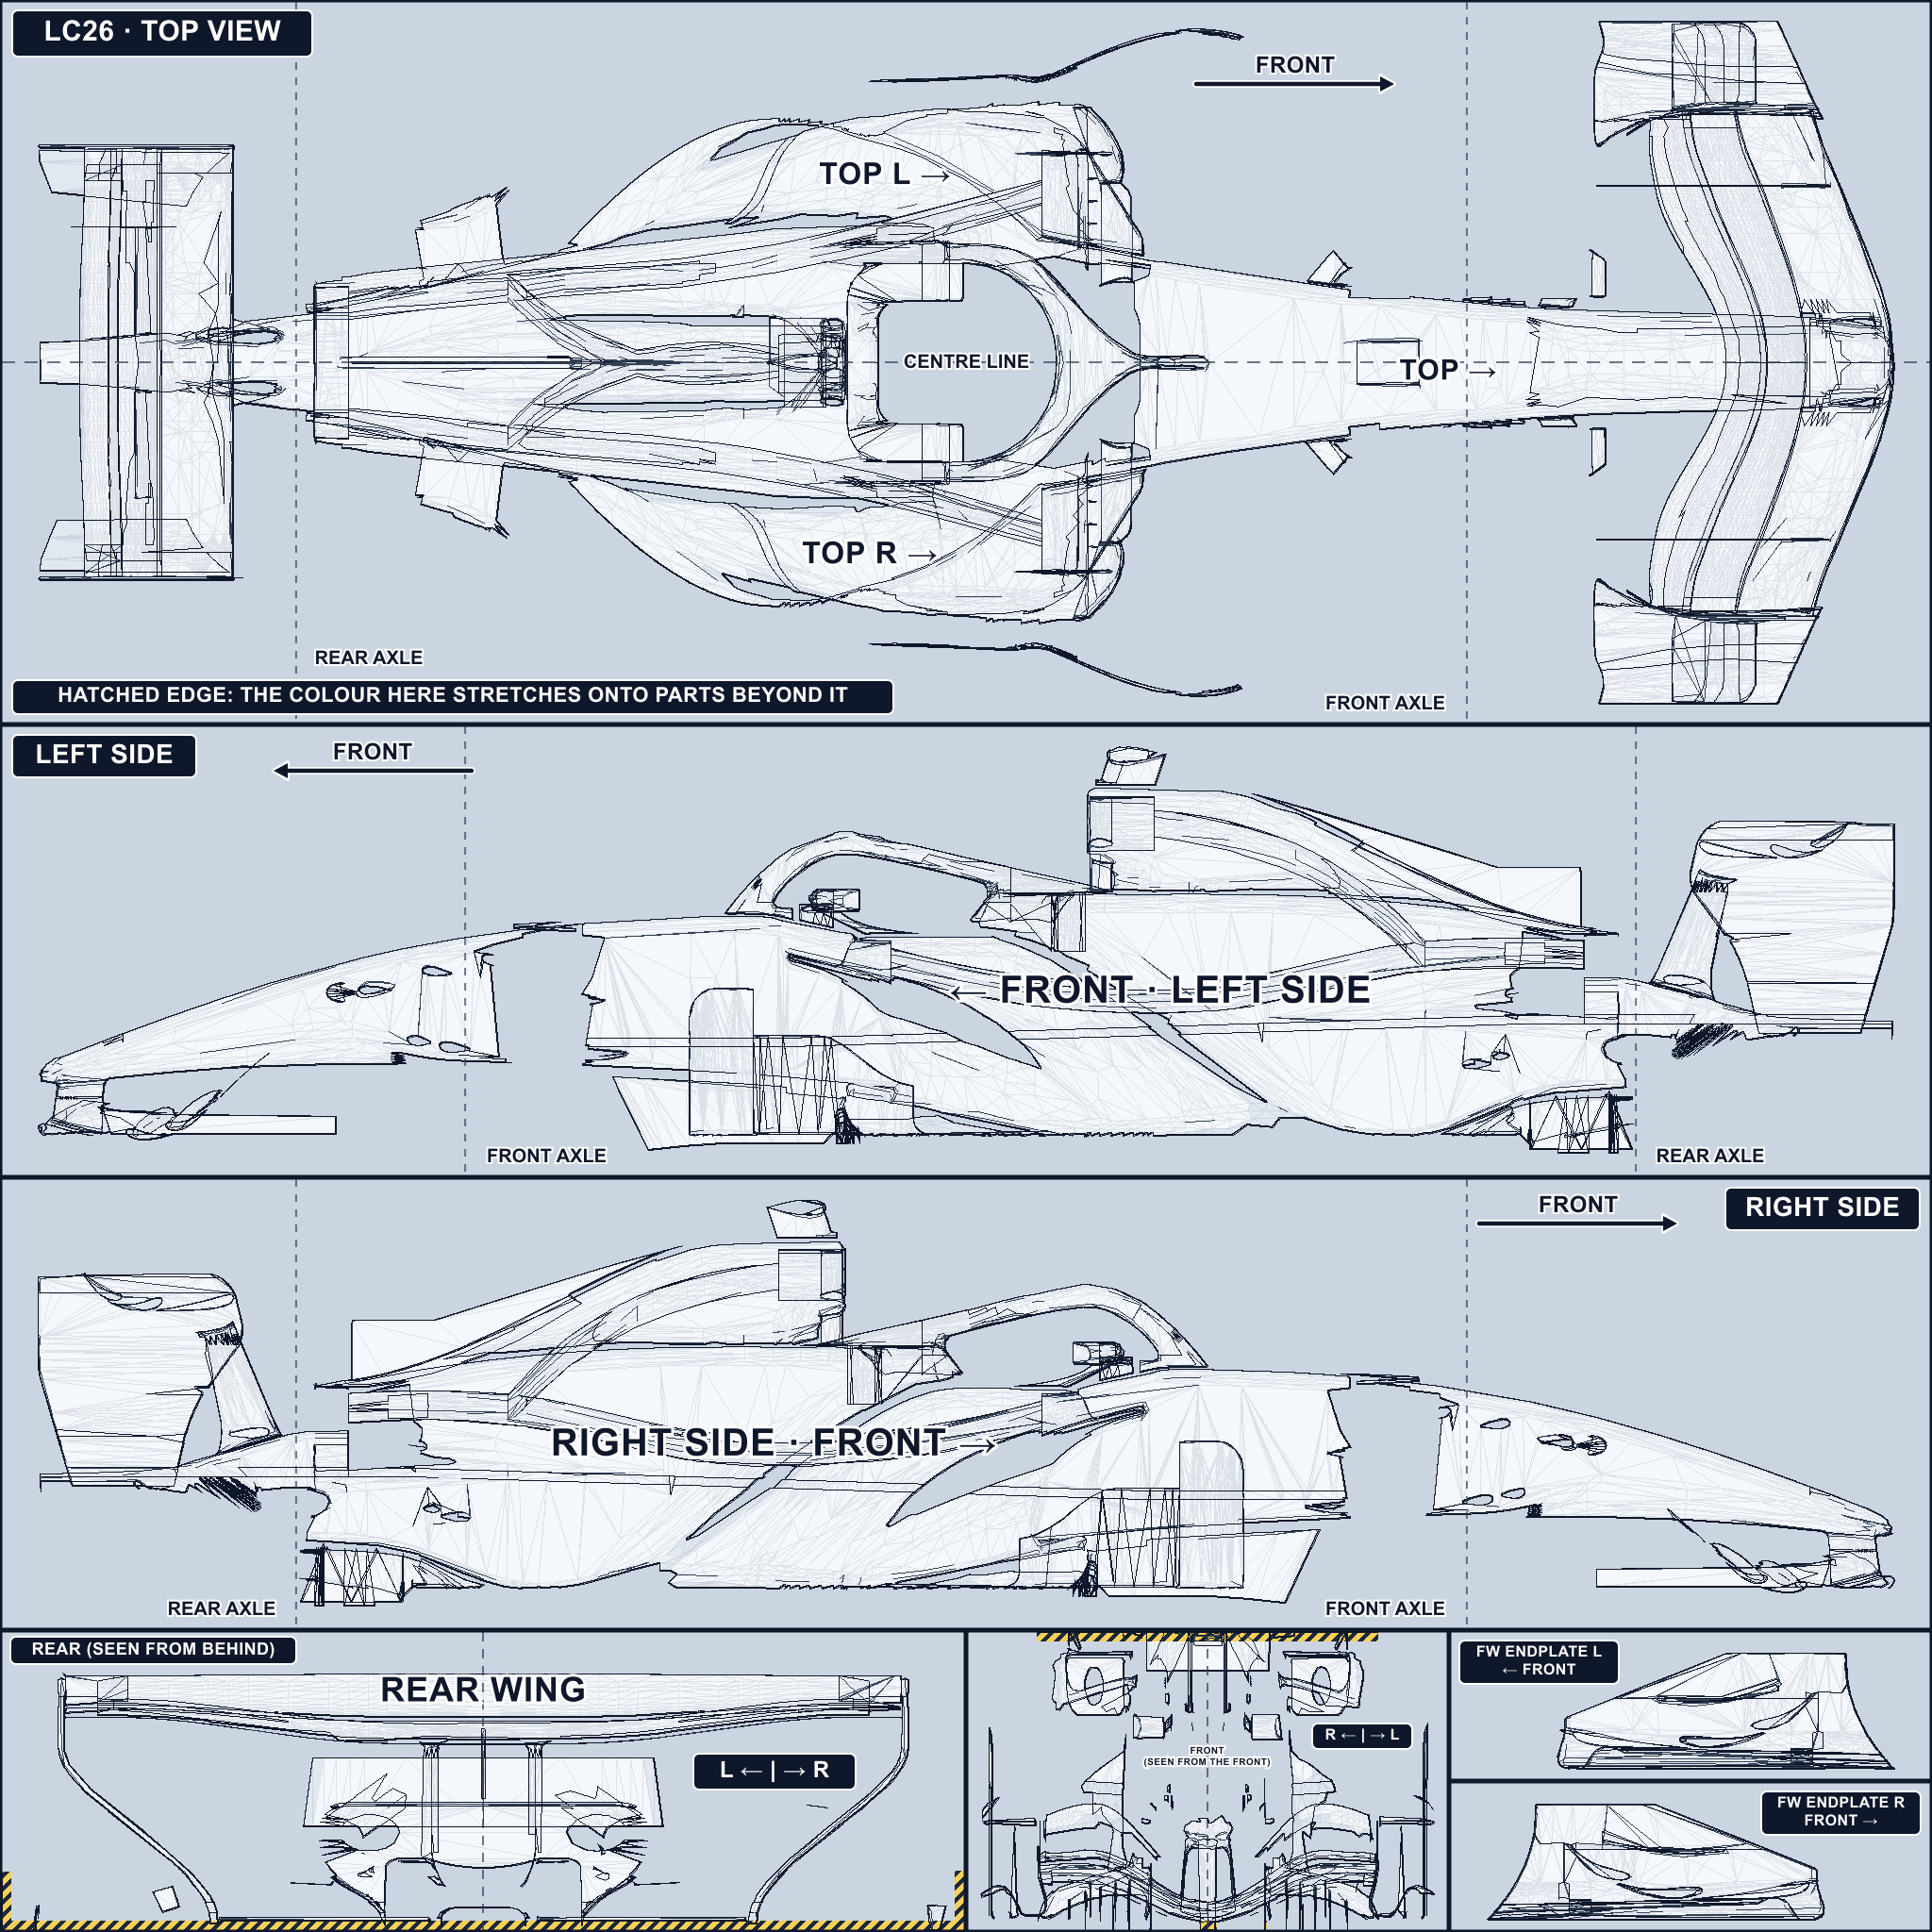 LC26 · TOP VIEW
FRONT
TOP L →
CENTRE LINE
TOP →
TOP R →
REAR AXLE
HATCHED EDGE: THE COLOUR HERE STRETCHES ONTO PARTS BEYOND IT
FRONT AXLE
LEFT SIDE
FRONT
← FRONT · LEFT SIDE
FRONT AXLE
REAR AXLE
FRONT
RIGHT SIDE
RIGHT SIDE · FRONT →
REAR AXLE
FRONT AXLE
REAR (SEEN FROM BEHIND)
REAR WING
L ← | → R
R ← | → L
FRONT
(SEEN FROM THE FRONT)
FW ENDPLATE L
← FRONT
FW ENDPLATE R
FRONT →